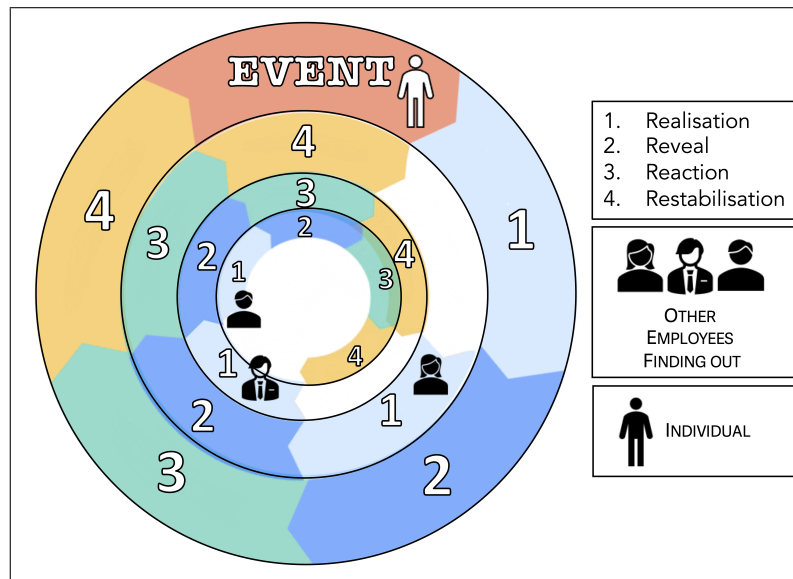 EVENT
4
1
4
3
3
2
2
1
4
3
1
4
1
2
3
2
1. Realisation
2. Reveal
3. Reaction
4. Restabilisation
OTHER
EMPLOYEES
FINDING OUT
INDIVIDUAL